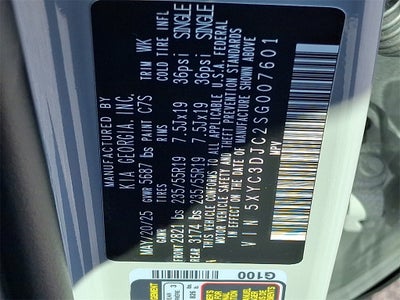 MANUFACTURED BY
KIA GEORGIA, INC.
MAY/20/25 GVWR 5687 lbs PAINT C7S TRIM WK
GAWR TIRES RIMS COLD TIRE INFL
FRONT 2821 lbs 235/55R19 7.5Jx19 36psi SINGLE
REAR 3174 lbs 235/55R19 7.5Jx19 36psi SINGLE
THIS VEHICLE CONFORMS TO ALL APPLICABLE U.S.A. FEDERAL
MOTOR VEHICLE SAFETY AND THEFT PREVENTION STANDARDS
IN EFFECT ON THE DATE OF MANUFACTURE SHOWN ABOVE.
VIN 5XYC3DJC2SG007601
MPV
G100